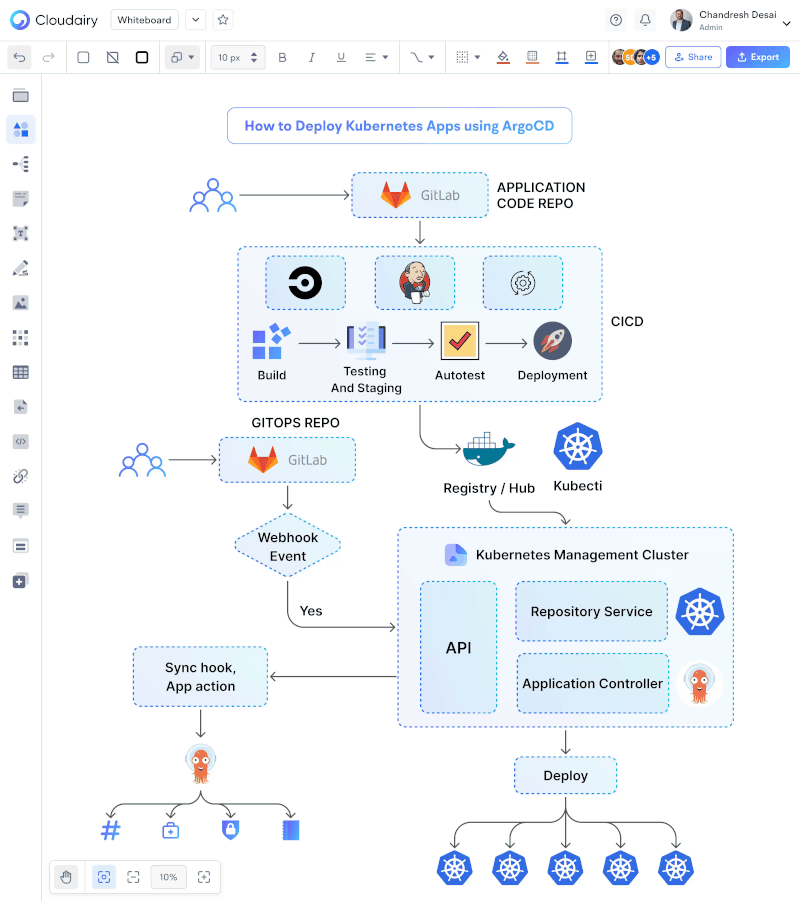 Cloudairy
Whiteboard
Chandresh Desai
Admin
10 px
B
I
U
+5
Share
Export
How to Deploy Kubernetes Apps using ArgoCD
GitLab
APPLICATION
CODE REPO
CICD
Build
Testing
And Staging
Autotest
Deployment
GITOPS REPO
GitLab
Registry / Hub
Kubecti
Webhook
Event
Kubernetes Management Cluster
Yes
API
Repository Service
Application Controller
Sync hook,
App action
Deploy
10%